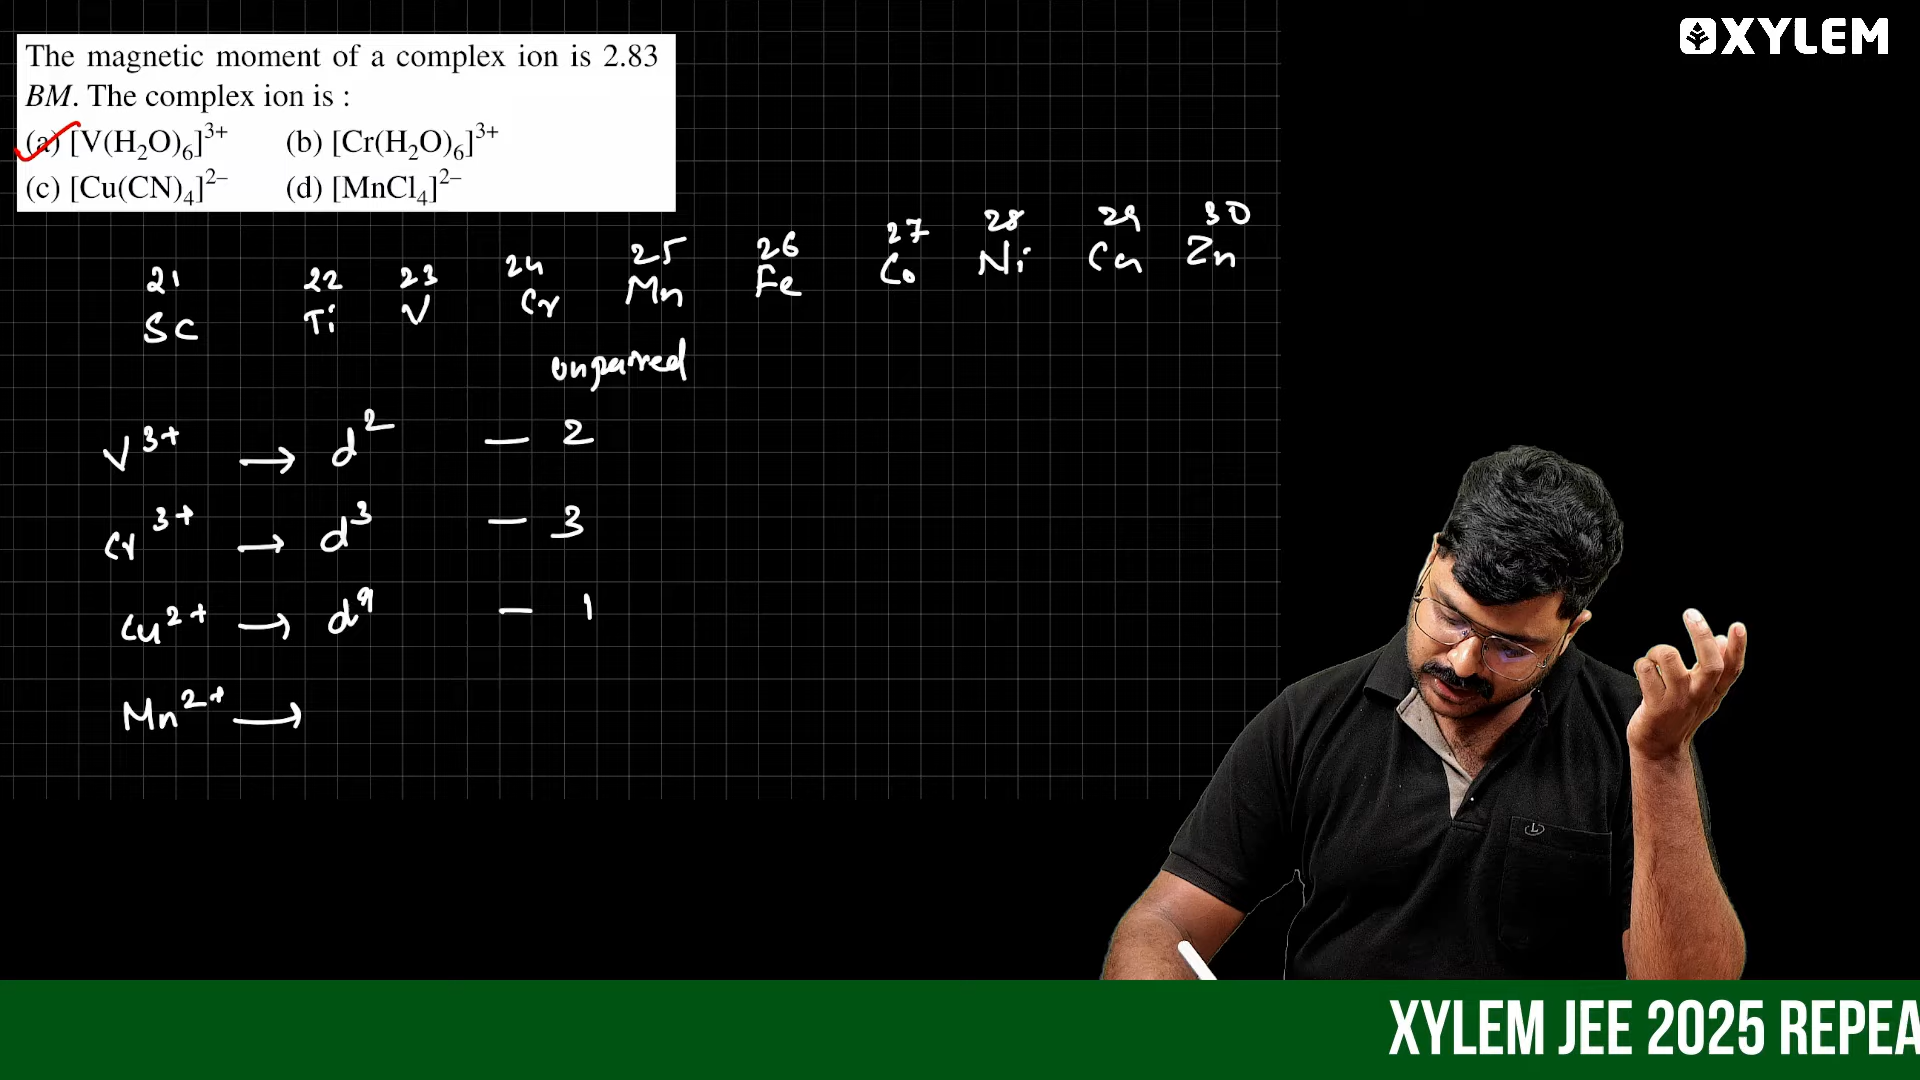 XYLEM
The magnetic moment of a complex ion is 2.83
BM. The complex ion is :
(a) [V(H₂O)₆]³⁺ (b) [Cr(H₂O)₆]³⁺
(c) [Cu(CN)₄]²⁻ (d) [MnCl₄]²⁻
21 22 23 24 25 26 27 28 29 30
SC Ti V Cr Mn Fe Co Ni Cu Zn
unpaired
V³⁺ → d² — 2
Cr³⁺ → d³ — 3
Cu²⁺ → d⁹ — 1
Mn²⁺ →
XYLEM JEE 2025 REPEA